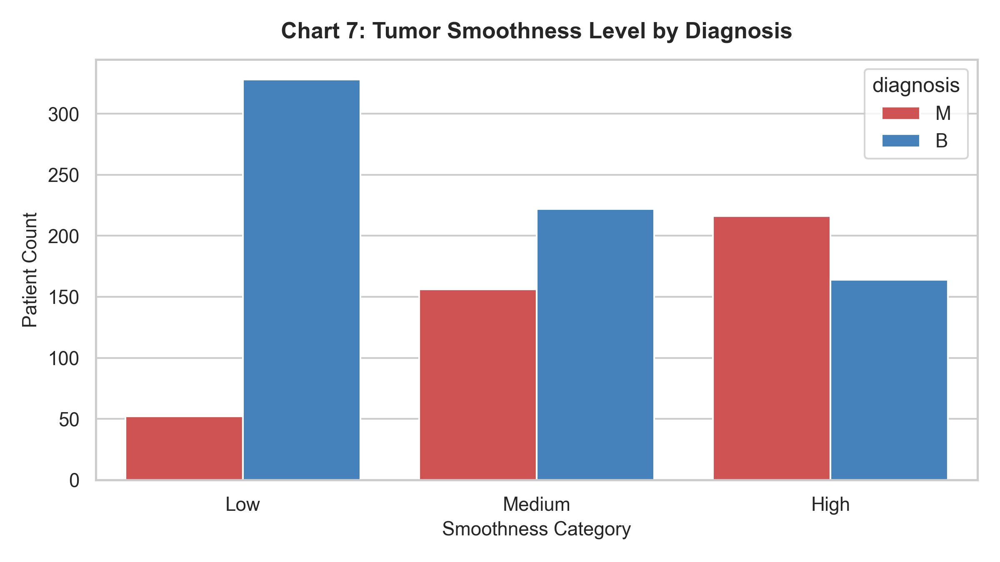 Chart 7: Tumor Smoothness Level by Diagnosis
diagnosis
M
B
Patient Count
300
250
200
150
100
50
0
Low Medium High
Smoothness Category